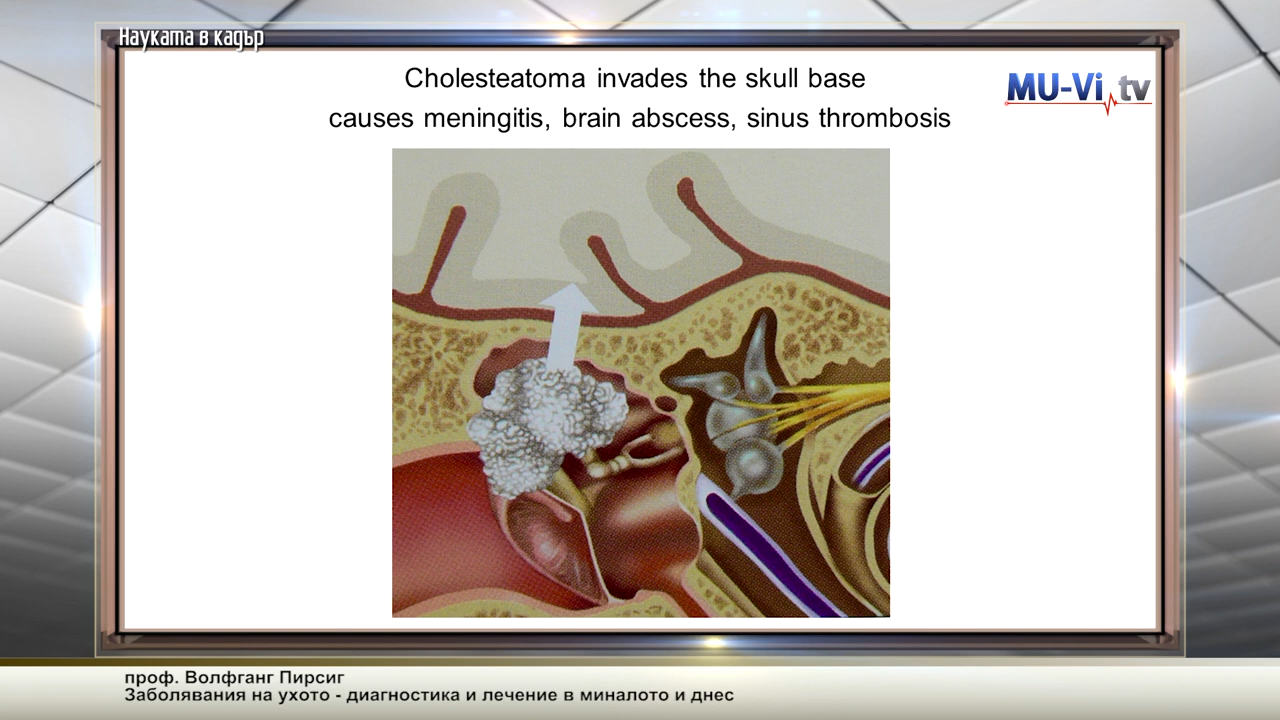 Науката в кадър
Cholesteatoma invades the skull base
causes meningitis, brain abscess, sinus thrombosis
MU-Vi.tv
проф. Волфганг Пирсиг
Заболявания на ухото - диагностика и лечение в миналото и днес